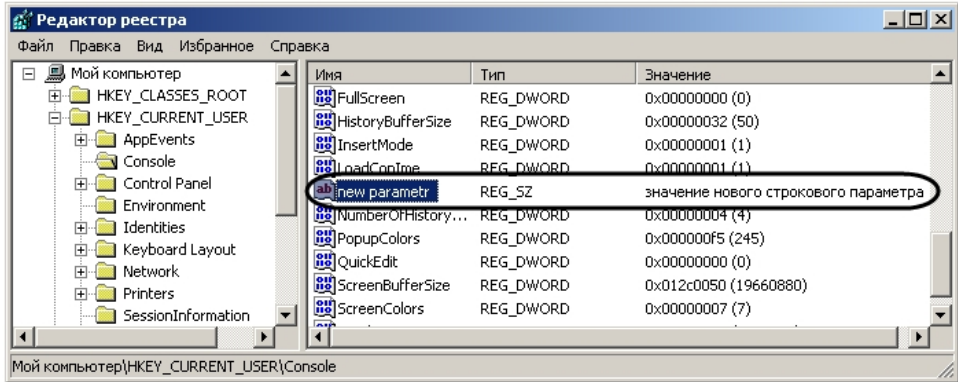 Редактор реестра
Файл Правка Вид Избранное Справка
Мой компьютер
HKEY_CLASSES_ROOT
HKEY_CURRENT_USER
AppEvents
Console
Control Panel
Environment
Identities
Keyboard Layout
Network
Printers
SessionInformation
Имя Тип Значение
FullScreen REG_DWORD 0x00000000 (0)
HistoryBufferSize REG_DWORD 0x00000032 (50)
InsertMode REG_DWORD 0x00000001 (1)
LoadConIme REG_DWORD 0x00000001 (1)
new parametr REG_SZ значение нового строкового параметра
NumberOfHistory... REG_DWORD 0x00000004 (4)
PopupColors REG_DWORD 0x000000f5 (245)
QuickEdit REG_DWORD 0x00000000 (0)
ScreenBufferSize REG_DWORD 0x012c0050 (19660880)
ScreenColors REG_DWORD 0x00000007 (7)
Мой компьютер\HKEY_CURRENT_USER\Console